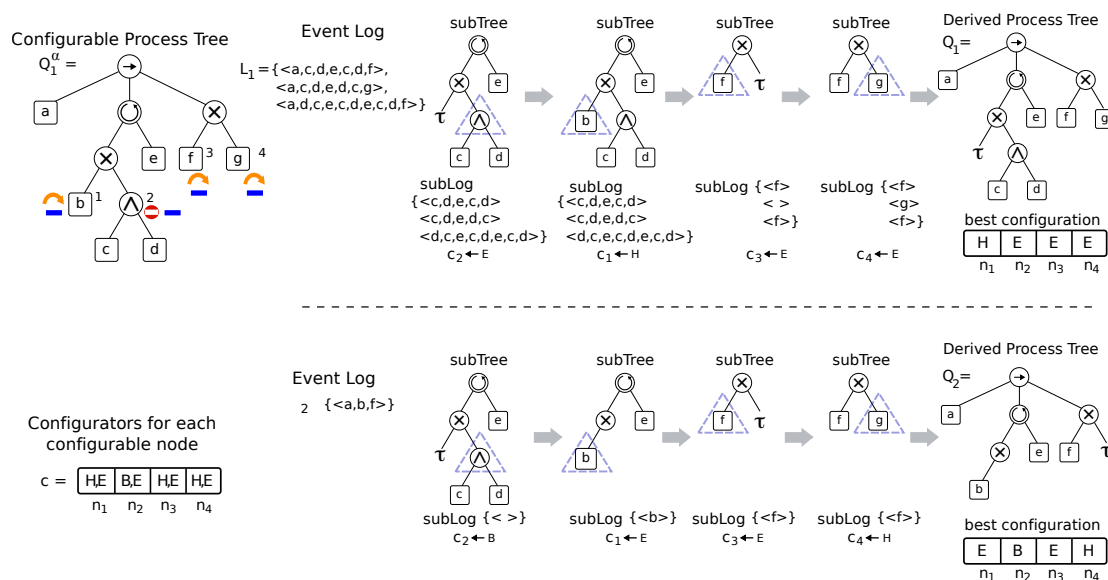 Configurable Process Tree
Q1α =
→
a
×
e
×
f 3
g 4
b 1
∧ 2
c
d
Event Log
L1={<a,c,d,e,c,d,f>,
<a,c,d,e,d,c,g>,
<a,d,c,e,c,d,e,c,d,f>}
subTree
×
e
τ
∧
c
d
subLog
{<c,d,e,c,d>
<c,d,e,d,c>
<d,c,e,c,d,e,c,d>}
c2←E
subTree
×
e
b
∧
c
d
subLog
{<c,d,e,c,d>
<c,d,e,d,c>
<d,c,e,c,d,e,c,d>}
c1←H
subTree
×
f
τ
subLog {<f>
< >
<f>}
c3←E
subTree
×
f
g
subLog {<f>
<g>
<f>}
c4←E
Derived Process Tree
Q1=
→
a
×
×
e
f
g
τ
∧
c
d
best configuration
H E E E
n1 n2 n3 n4
Configurators for each
configurable node
c = H,E B,E H,E H,E
n1 n2 n3 n4
Event Log
2 {<a,b,f>}
subTree
×
e
τ
∧
c
d
subLog {< >}
c2←B
subTree
×
e
b
subLog {<b>}
c1←E
subTree
×
f
τ
subLog {<f>}
c3←E
subTree
×
f
g
subLog {<f>}
c4←H
Derived Process Tree
Q2=
→
a
×
×
e
f
τ
b
best configuration
E B E H
n1 n2 n3 n4